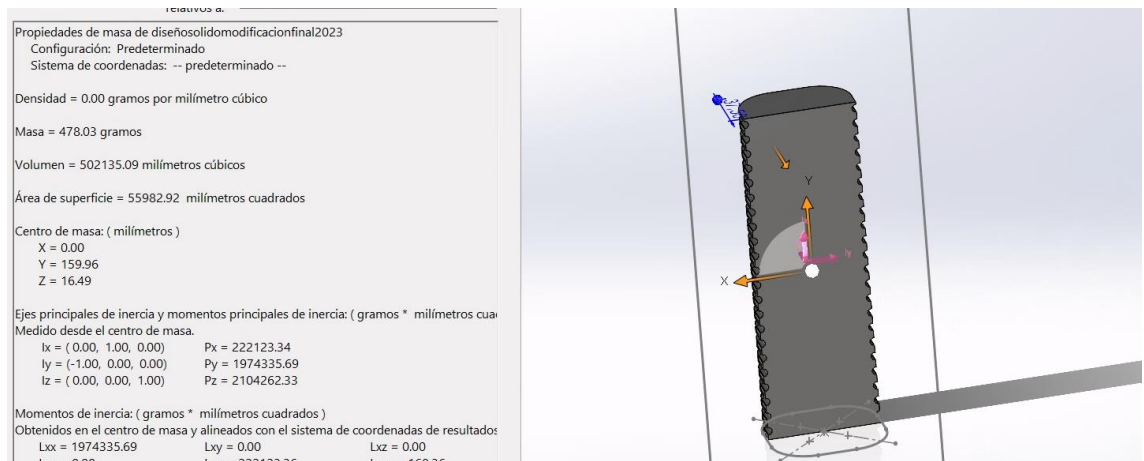 relativos a:
Propiedades de masa de diseñosolidomodificacionfinal2023
Configuración: Predeterminado
Sistema de coordenadas: -- predeterminado --
Densidad = 0.00 gramos por milímetro cúbico
Masa = 478.03 gramos
Volumen = 502135.09 milímetros cúbicos
Área de superficie = 55982.92 milímetros cuadrados
Centro de masa: ( milímetros )
X = 0.00
Y = 159.96
Z = 16.49
Ejes principales de inercia y momentos principales de inercia: ( gramos * milímetros
Medido desde el centro de masa.
Ix = ( 0.00, 1.00, 0.00) Px = 222123.34
Iy = (-1.00, 0.00, 0.00) Py = 1974335.69
Iz = ( 0.00, 0.00, 1.00) Pz = 2104262.33
Momentos de inercia: ( gramos * milímetros cuadrados )
Obtenidos en el centro de masa y alineados con el sistema de coordenadas de resultados
Lxx = 1974335.69 Lxy = 0.00 Lxz = 0.00
Y
Iy
X